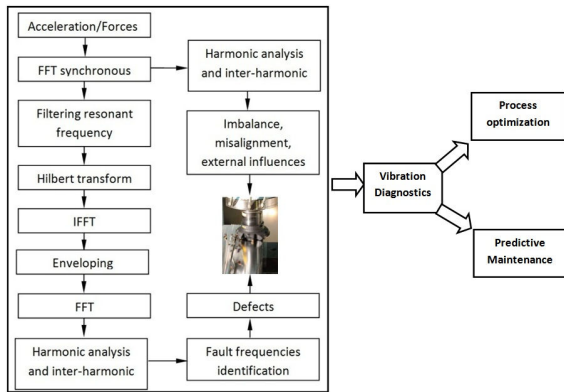 Acceleration/Forces
FFT synchronous
Filtering resonant
frequency
Hilbert transform
IFFT
Enveloping
FFT
Harmonic analysis
and inter-harmonic
Harmonic analysis
and inter-harmonic
Imbalance,
misalignment,
external influences
Defects
Fault frequencies
identification
Vibration
Diagnostics
Process
optimization
Predictive
Maintenance